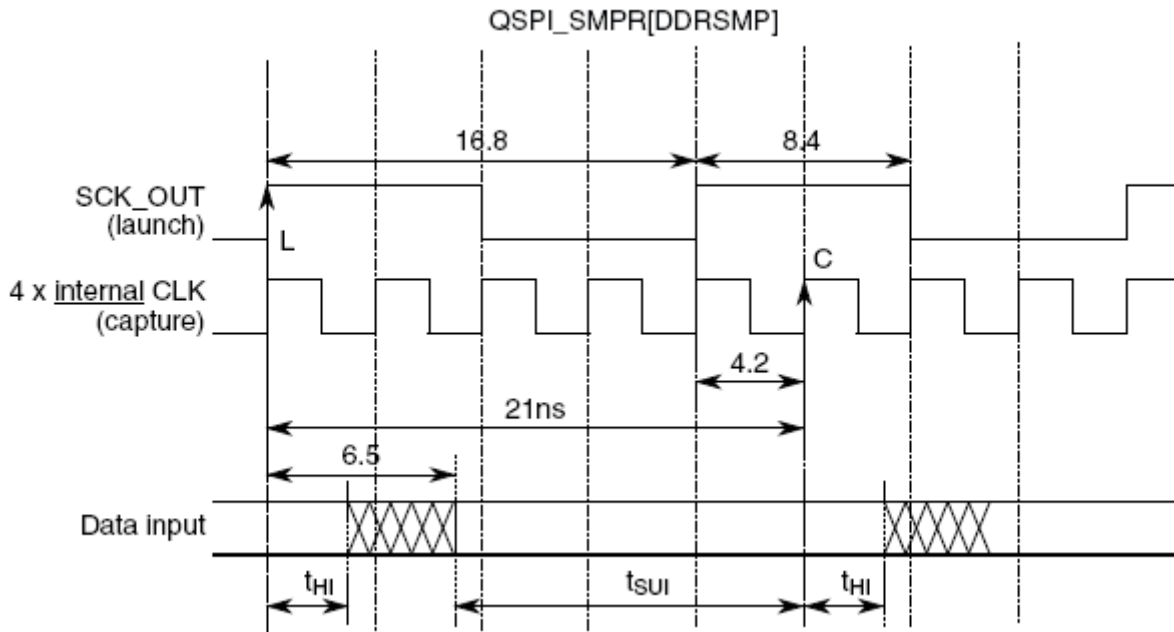 QSPI_SMPR[DDRSMP]
16.8
8.4
SCK_OUT
(launch)
L
C
4 x internal CLK
(capture)
4.2
21ns
6.5
Data input
tHI
tSUI
tHI